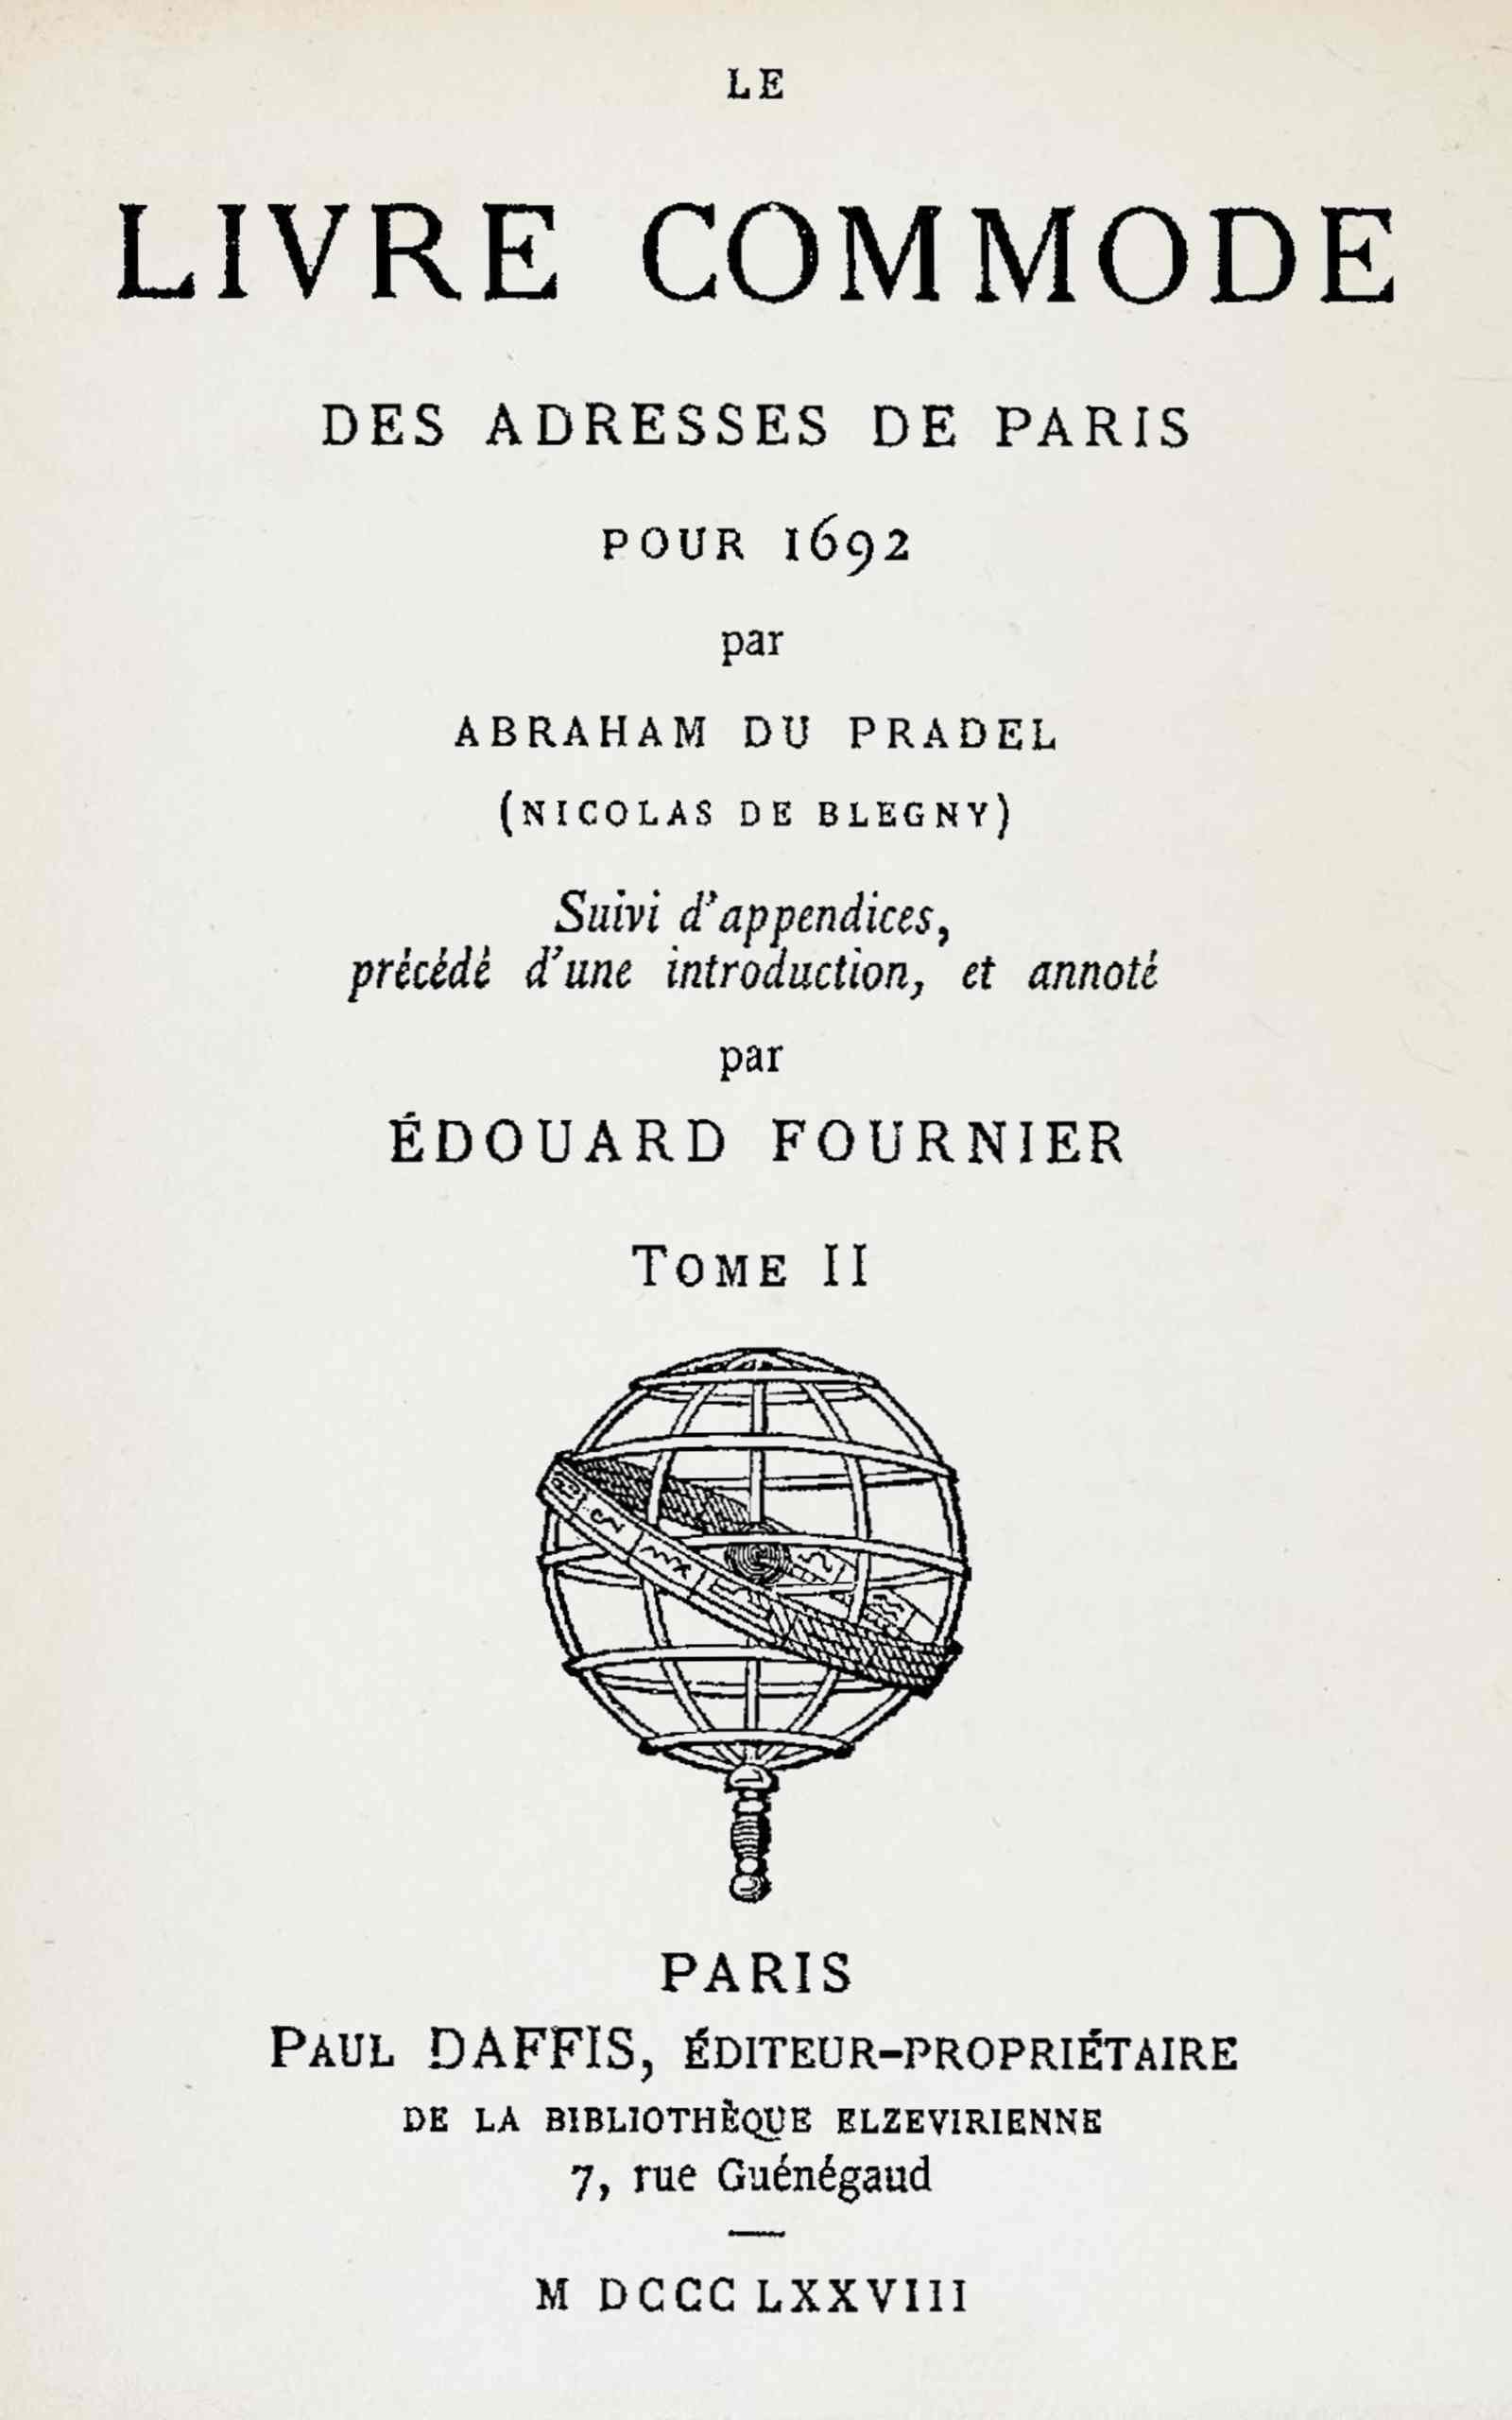 LE
LIVRE COMMODE
DES ADRESSES DE PARIS
POUR 1692
par
ABRAHAM DU PRADEL
(NICOLAS DE BLEGNY)
Suivi d'appendices,
précédé d'une introduction, et annoté
par
ÉDOUARD FOURNIER
TOME II
PARIS
PAUL DAFFIS, ÉDITEUR-PROPRIÉTAIRE
DE LA BIBLIOTHÈQUE ELZEVIRIENNE
7, rue Guénégaud
M DCCC LXXVIII